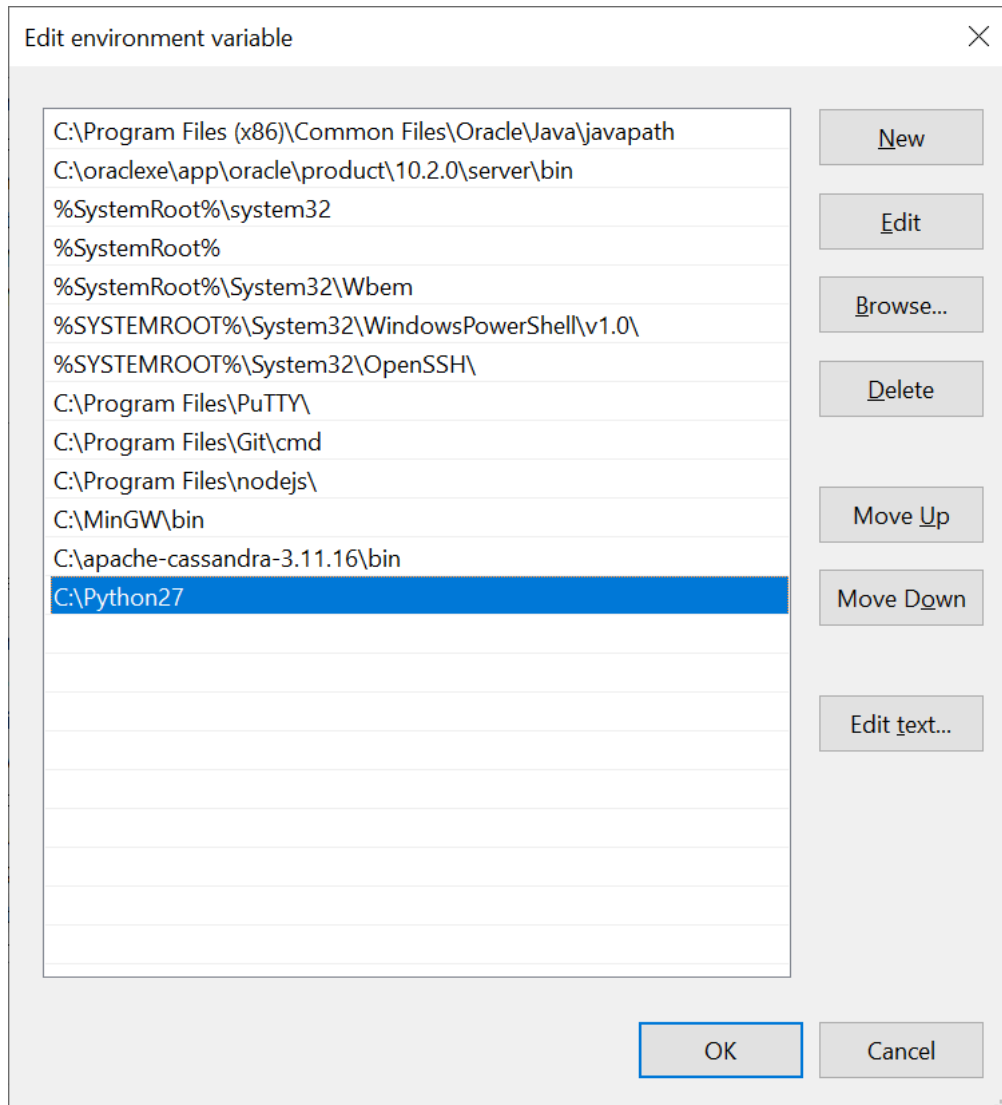 Edit environment variable
C:\Program Files (x86)\Common Files\Oracle\Java\javapath
C:\oraclexe\app\oracle\product\10.2.0\server\bin
%SystemRoot%\system32
%SystemRoot%
%SystemRoot%\System32\Wbem
%SYSTEMROOT%\System32\WindowsPowerShell\v1.0\
%SYSTEMROOT%\System32\OpenSSH\
C:\Program Files\PuTTY\
C:\Program Files\Git\cmd
C:\Program Files\nodejs\
C:\MinGW\bin
C:\apache-cassandra-3.11.16\bin
C:\Python27
New
Edit
Browse...
Delete
Move Up
Move Down
Edit text...
OK
Cancel